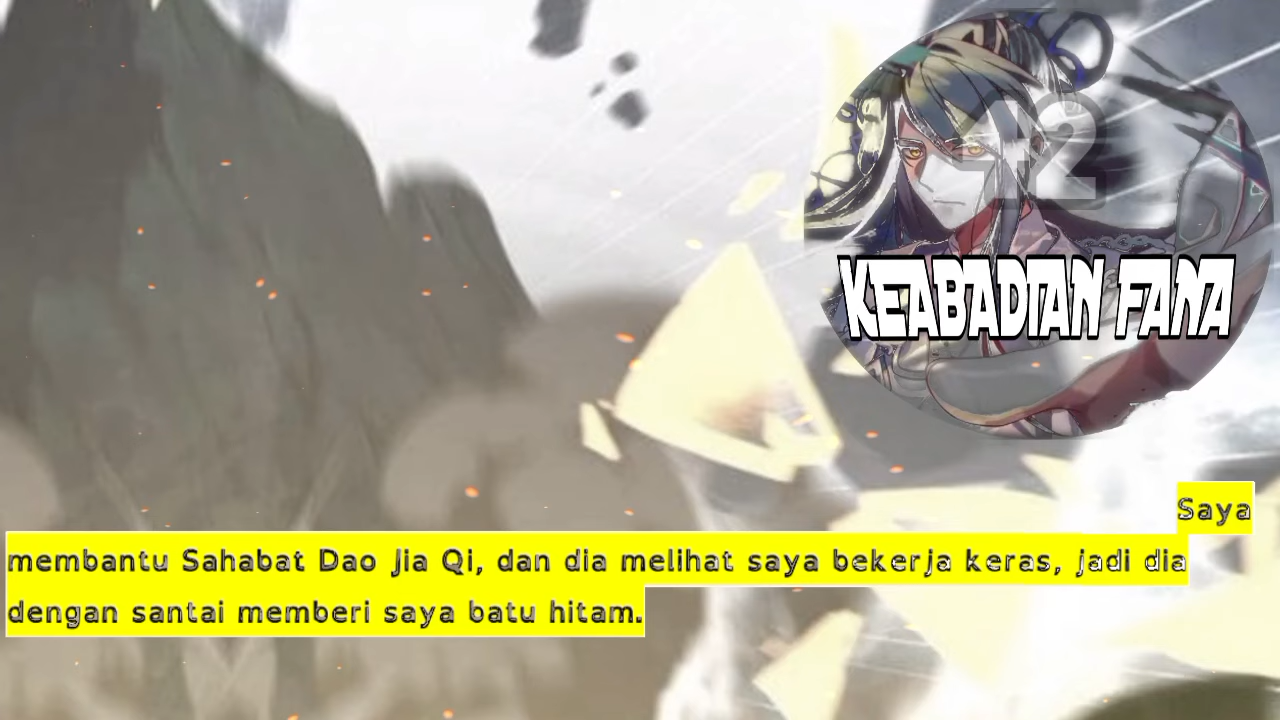 42
KEABADIAN FANA
Saya
membantu Sahabat Dao Jia Qi, dan dia melihat saya bekerja keras, jadi dia
dengan santai memberi saya batu hitam.